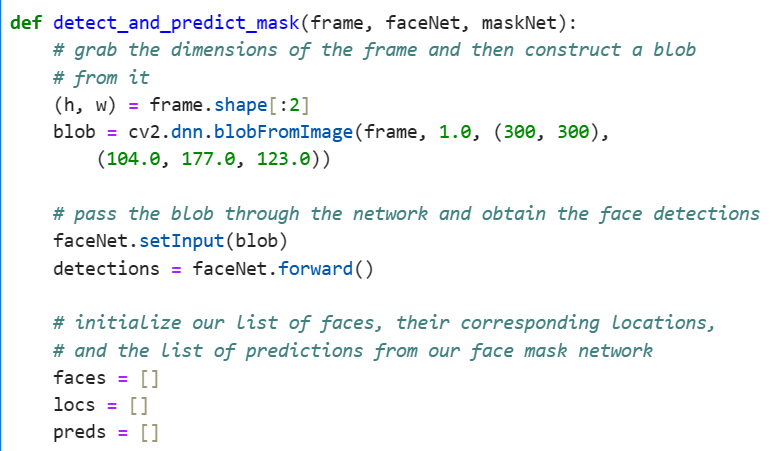 def detect_and_predict_mask(frame, faceNet, maskNet):
    # grab the dimensions of the frame and then construct a blob
    # from it
    (h, w) = frame.shape[:2]
    blob = cv2.dnn.blobFromImage(frame, 1.0, (300, 300),
        (104.0, 177.0, 123.0))

    # pass the blob through the network and obtain the face detections
    faceNet.setInput(blob)
    detections = faceNet.forward()

    # initialize our list of faces, their corresponding locations,
    # and the list of predictions from our face mask network
    faces = []
    locs = []
    preds = []